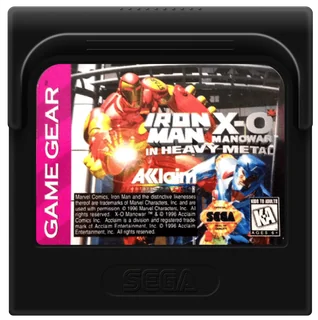 GAME GEAR
IRON MAN
X-O MANOWAR
IN HEAVY METAL
AKklaim
Marvel Comics, Iron Man and the distinctive likenesses
thereof are trademarks of Marvel Characters, Inc. and are
used with permission © 1996 Marvel Characters, Inc. All
rights reserved. X-O Manowar ™ & © 1996 Acclaim
Comics, Inc. Acclaim is a division and registered trade-
mark of Acclaim Entertainment, Inc. © 1996 Acclaim
Entertainment, Inc. All rights reserved.
SEGA
KIDS TO ADULTS
K-A
AGES 6+
SEGA